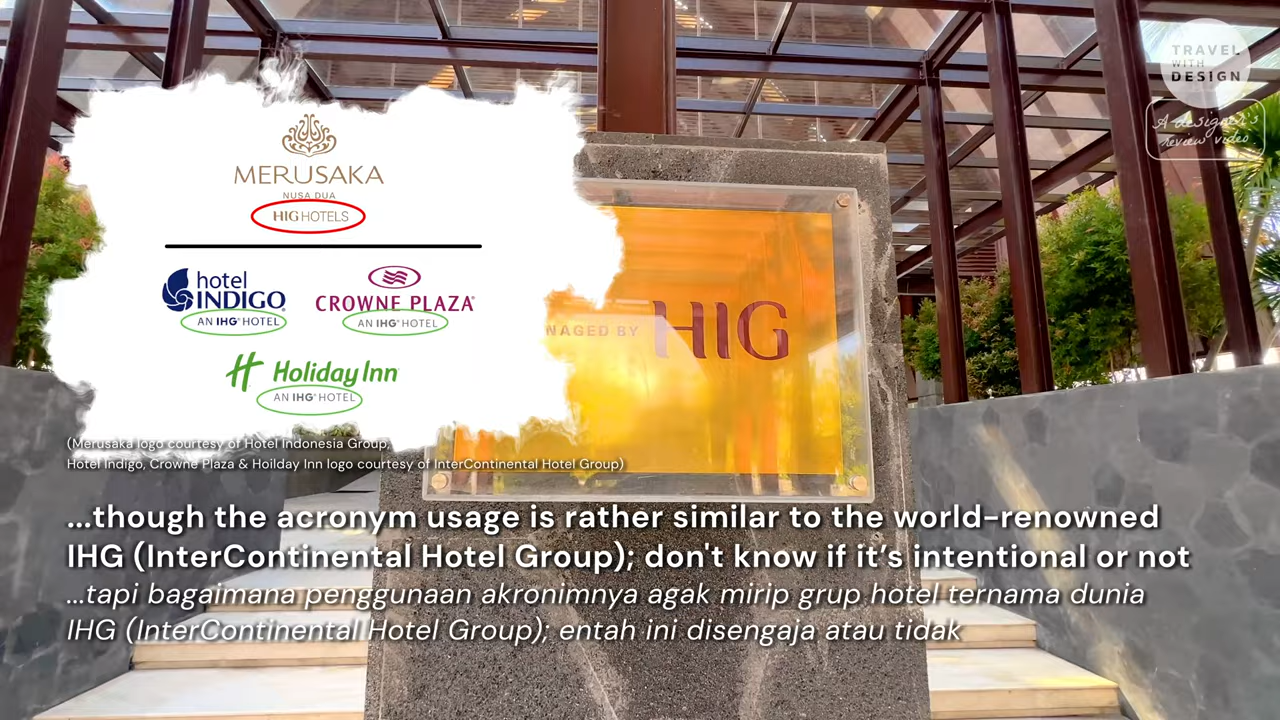 TRAVEL
WITH
DESIGN
A designer's
review video
MERUSAKA
NUSA DUA
HIG HOTELS
hotel
INDIGO®
AN IHG® HOTEL
CROWNE PLAZA®
AN IHG® HOTEL
Holiday Inn
AN IHG® HOTEL
NAGED BY HIG
(Merusaka logo courtesy of Hotel Indonesia Group,
Hotel Indigo, Crowne Plaza & Hoilday Inn logo courtesy of InterContinental Hotel Group)
...though the acronym usage is rather similar to the world-renowned
IHG (InterContinental Hotel Group); don't know if it’s intentional or not
...tapi bagaimana penggunaan akronimnya agak mirip grup hotel ternama dunia
IHG (InterContinental Hotel Group); entah ini disengaja atau tidak